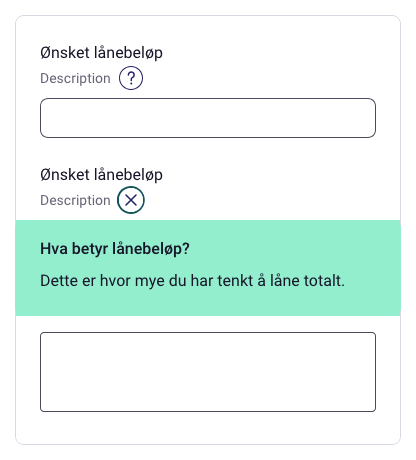 Ønsket lånebeløp
Description ?
Ønsket lånebeløp
Description
Hva betyr lånebeløp?
Dette er hvor mye du har tenkt å låne totalt.